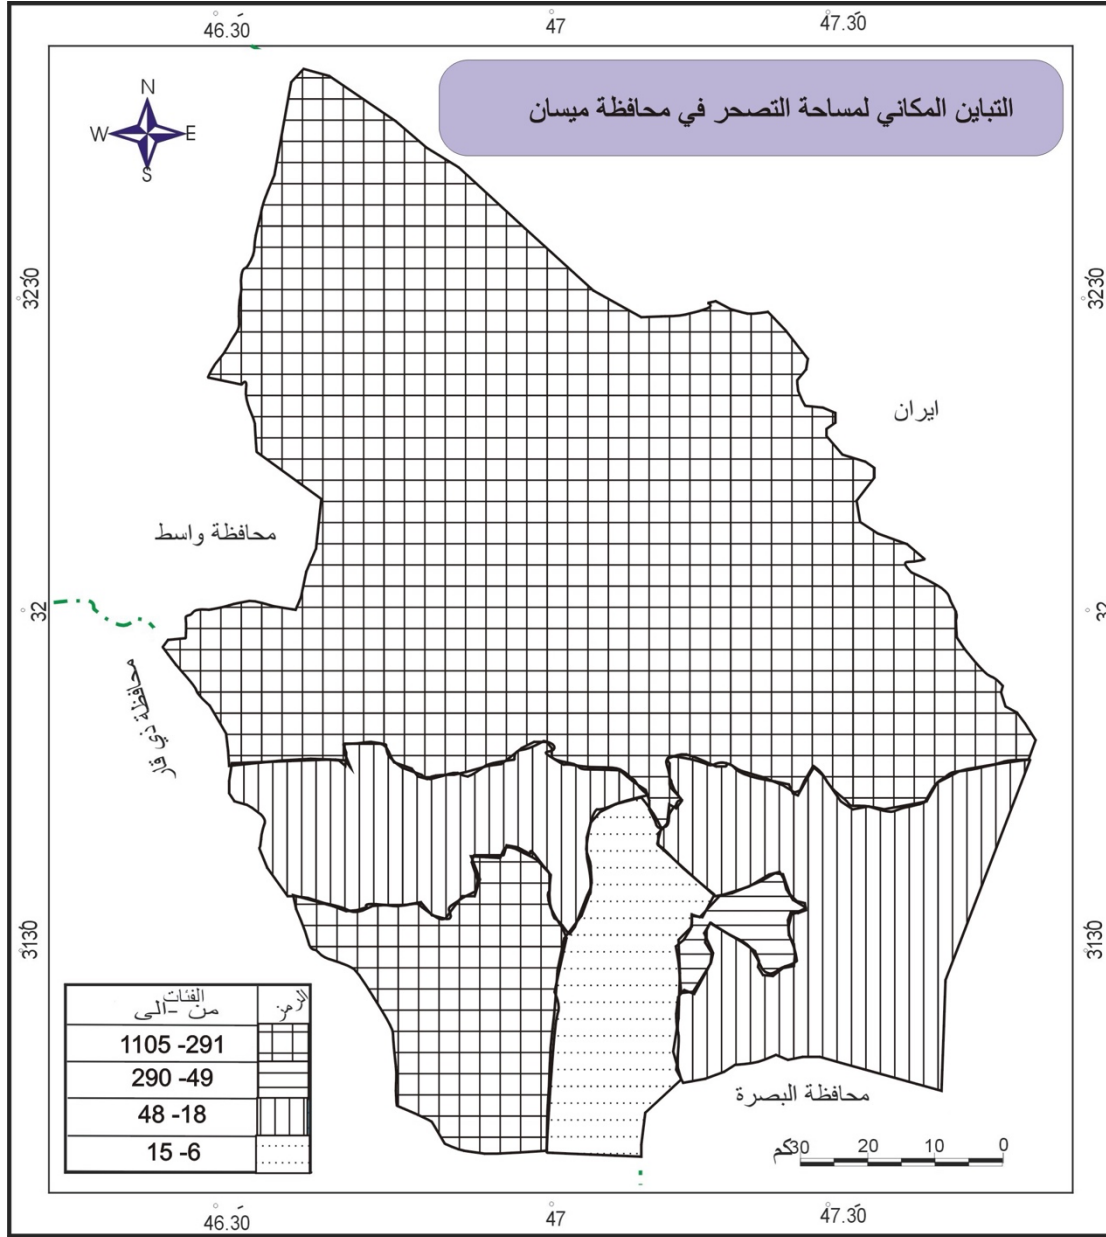 46.30
47
47.30
التباين المكاني لمساحة التصحر في محافظة ميسان
N
W E
S
3230
3230
ايران
محافظة واسط
32
32
محافظة ذي قار
3130
3130
الرمز الفئات
من -الى
1105 -291
290 -49
48 -18
15 -6
محافظة البصرة
كم30 20 10 0
46.30
47
47.30